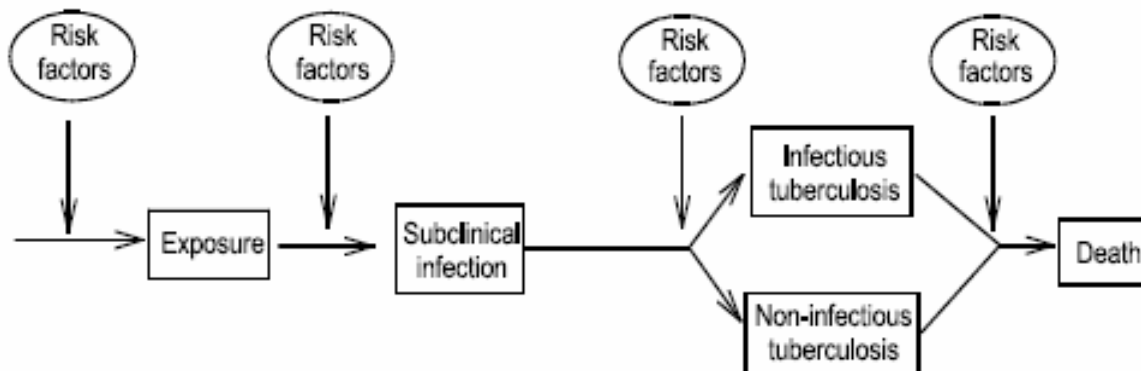 Risk
factors
Risk
factors
Risk
factors
Risk
factors
Infectious
tuberculosis
Exposure
Subclinical
infection
Death
Non-infectious
tuberculosis